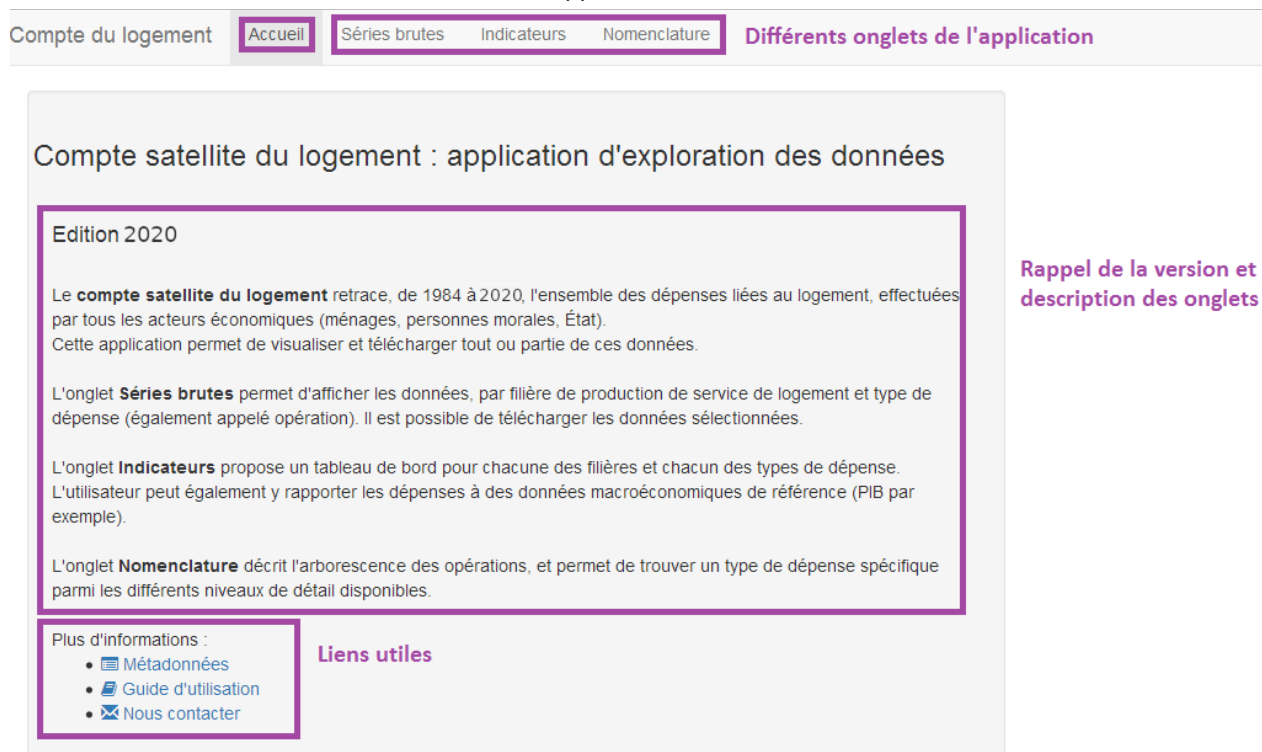 Compte du logement Accueil Séries brutes Indicateurs Nomenclature Différents onglets de l'application
Compte satellite du logement : application d'exploration des données
Edition 2020
Le compte satellite du logement retrace, de 1984 à 2020, l'ensemble des dépenses liées au logement, effectuées
par tous les acteurs économiques (ménages, personnes morales, État).
Cette application permet de visualiser et télécharger tout ou partie de ces données.
Rappel de la version et
description des onglets
L'onglet Séries brutes permet d'afficher les données, par filière de production de service de logement et type de
dépense (également appelé opération). Il est possible de télécharger les données sélectionnées.
L'onglet Indicateurs propose un tableau de bord pour chacune des filières et chacun des types de dépense.
L'utilisateur peut également y rapporter les dépenses à des données macroéconomiques de référence (PIB par
exemple).
L'onglet Nomenclature décrit l'arborescence des opérations, et permet de trouver un type de dépense spécifique
parmi les différents niveaux de détail disponibles.
Plus d'informations :
• Métadonnées
• Guide d'utilisation
• Nous contacter
Liens utiles